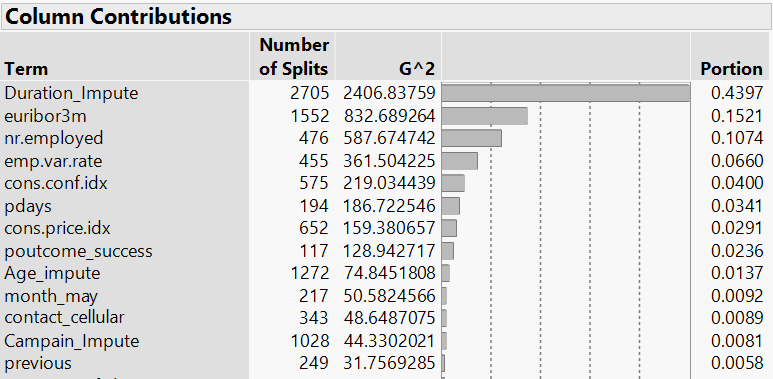 Column Contributions
Number
Term of Splits G^2 Portion
Duration_Impute 2705 2406.83759 0.4397
euribor3m 1552 832.689264 0.1521
nr.employed 476 587.674742 0.1074
emp.var.rate 455 361.504225 0.0660
cons.conf.idx 575 219.034439 0.0400
pdays 194 186.722546 0.0341
cons.price.idx 652 159.380657 0.0291
poutcome_success 117 128.942717 0.0236
Age_impute 1272 74.8451808 0.0137
month_may 217 50.5824566 0.0092
contact_cellular 343 48.6487075 0.0089
Campain_Impute 1028 44.3302021 0.0081
previous 249 31.7569285 0.0058